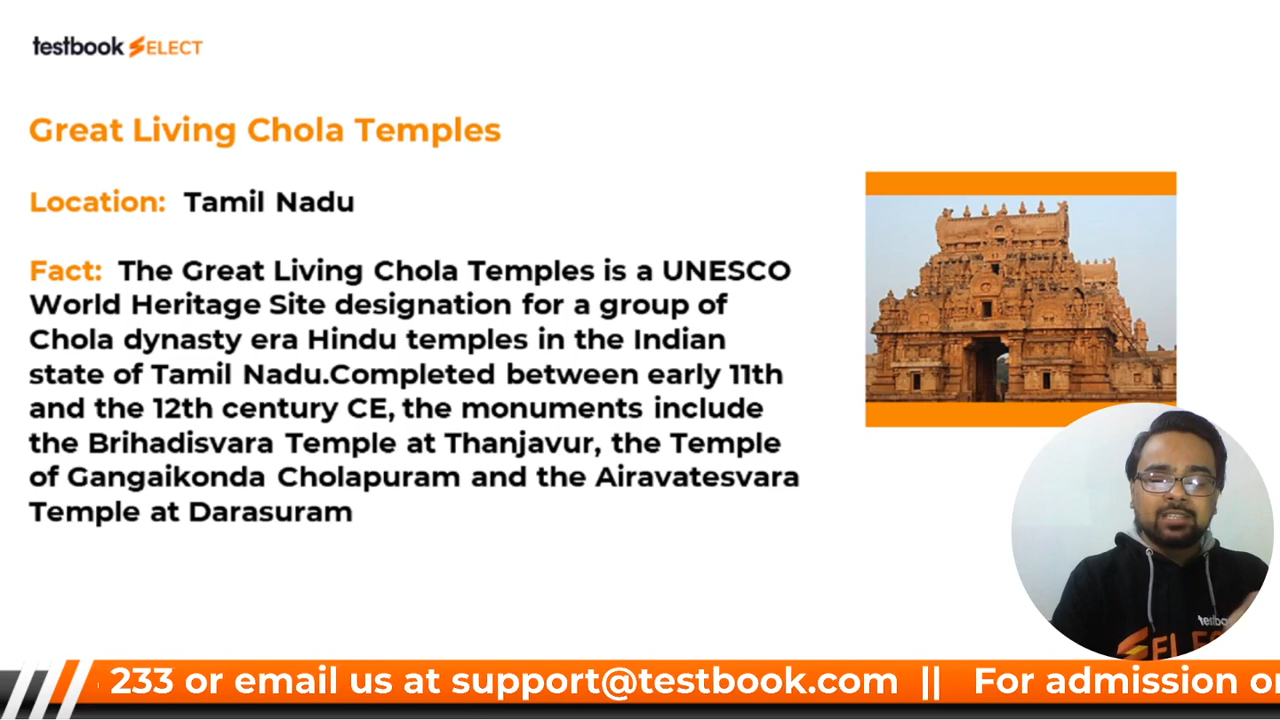 testbook SELECT
Great Living Chola Temples
Location: Tamil Nadu
Fact: The Great Living Chola Temples is a UNESCO
World Heritage Site designation for a group of
Chola dynasty era Hindu temples in the Indian
state of Tamil Nadu.Completed between early 11th
and the 12th century CE, the monuments include
the Brihadisvara Temple at Thanjavur, the Temple
of Gangaikonda Cholapuram and the Airavatesvara
Temple at Darasuram
233 or email us at support@testbook.com || For admission